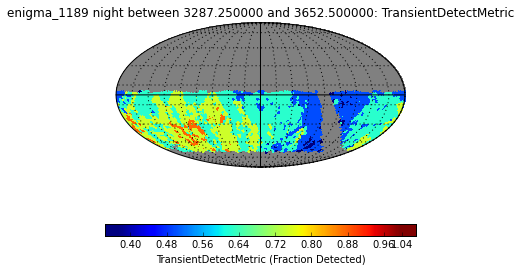 enigma_1189 night between 3287.250000 and 3652.500000: TransientDetectMetric
0.40 0.48 0.56 0.64 0.72 0.80 0.88 0.96 1.04
TransientDetectMetric (Fraction Detected)